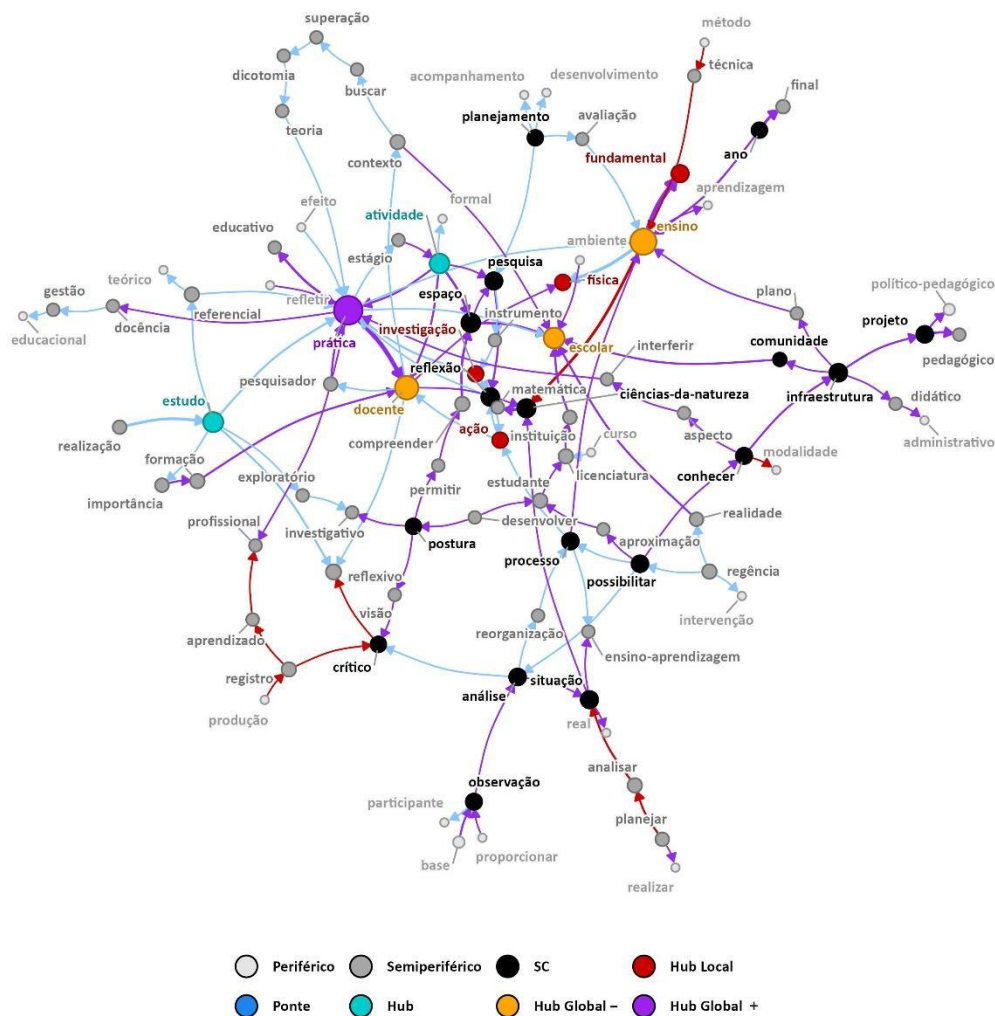 superação
método
dicotomia
buscar
acompanhamento
desenvolvimento
técnica
final
teoria
planejamento
avaliação
contexto
fundamental
ano
efeito
atividade
formal
aprendizagem
educativo
estágio
ambiente
ensino
pesquisa
teórico
refletir
espaço
física
plano
político-pedagógico
gestão
referencial
instrumento
projeto
educacional
docência
prática
investigação
escolar
interferir
comunidade
pedagógico
pesquisador
reflexão
matemática
ciências-da-natureza
infraestrutura
estudo
docente
didático
realização
compreender
ação
instituição
curso
aspecto
administrativo
formação
exploratório
permitir
estudante
licenciatura
conhecer
modalidade
importância
profissional
investigativo
postura
desenvolver
aproximação
realidade
processo
possibilitar
regência
reflexivo
visão
intervenção
aprendizado
reorganização
ensino-aprendizagem
registro
crítico
análise
situação
produção
real
analisar
observação
participante
planejar
base
proporcionar
realizar
Periférico
Semiperiférico
SC
Hub Local
Ponte
Hub
Hub Global –
Hub Global +